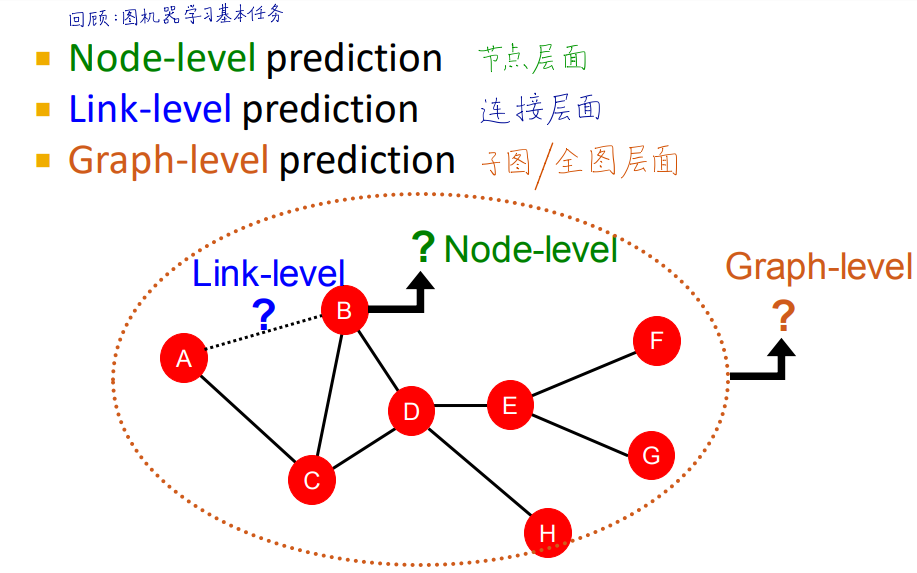 回顾:图机器学习基本任务
Node-level prediction 节点层面
Link-level prediction 连接层面
Graph-level prediction 子图/全图层面
? Node-level
Link-level
?
Graph-level
?
B
A
F
D
E
G
C
H